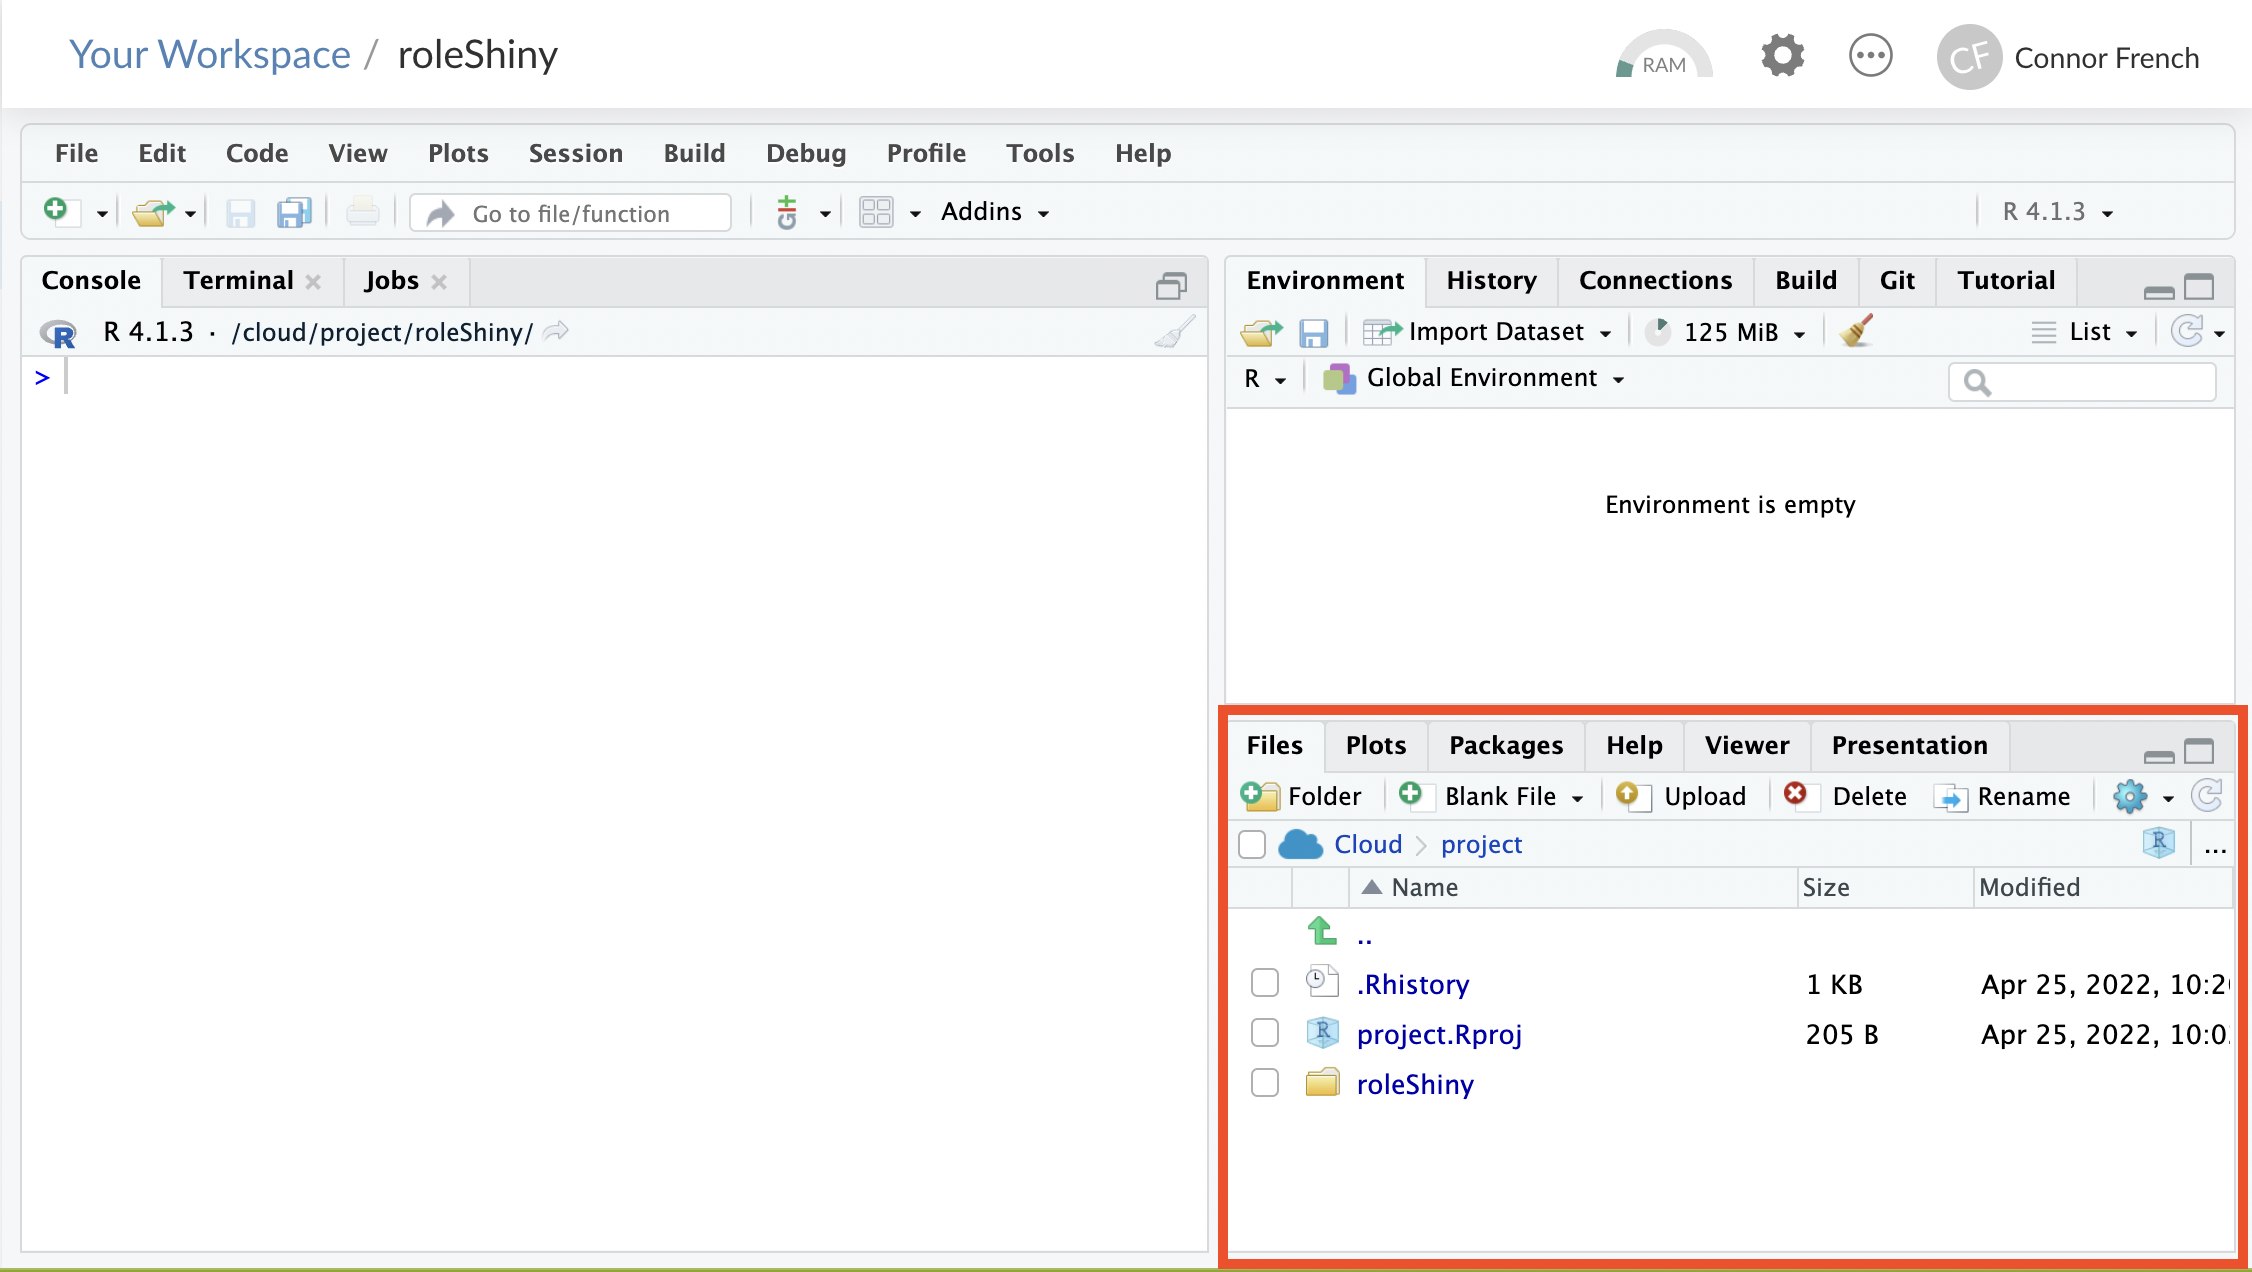 Your Workspace / roleShiny
RAM
CF Connor French
File Edit Code View Plots Session Build Debug Profile Tools Help
Go to file/function
Addins
R 4.1.3
Console Terminal Jobs
R 4.1.3 · /cloud/project/roleShiny/
>
Environment History Connections Build Git Tutorial
Import Dataset 125 MiB List
R Global Environment
Environment is empty
Files Plots Packages Help Viewer Presentation
Folder Blank File Upload Delete Rename
Cloud project ...
Name Size Modified
..
.Rhistory 1 KB Apr 25, 2022, 10:2
project.Rproj 205 B Apr 25, 2022, 10:0
roleShiny